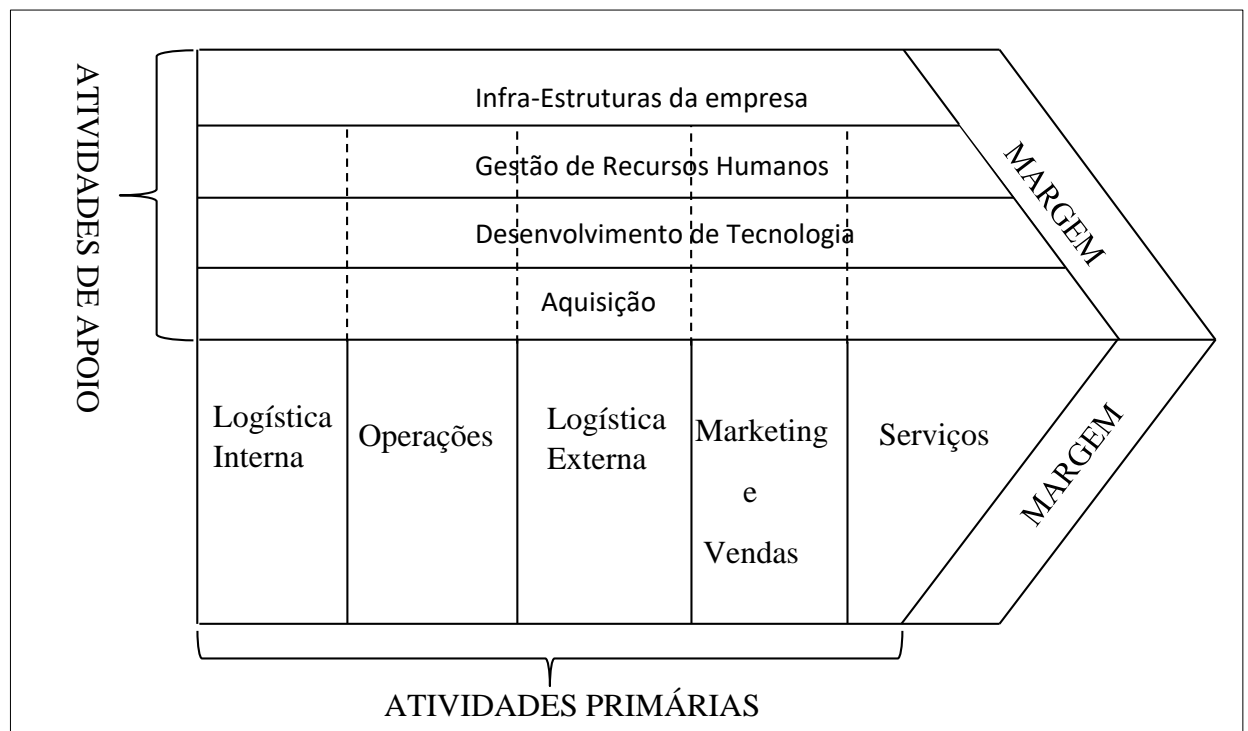 ATIVIDADES DE APOIO
Infra-Estruturas da empresa
Gestão de Recursos Humanos
Desenvolvimento de Tecnologia
Aquisição
MARGEM
Logística
Interna
Operações
Logística
Externa
Marketing
e
Vendas
Serviços
MARGEM
ATIVIDADES PRIMÁRIAS